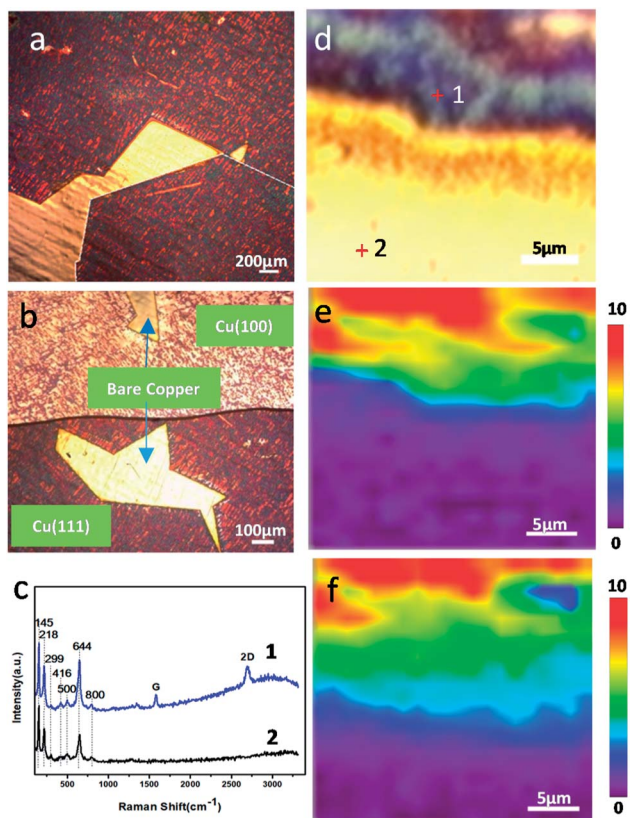 a
200μm
b
Cu(100)
Bare Copper
Cu(111)
100μm
c
145
218
299
416
500
644
800
G
2D
1
2
Intensity(a.u.)
500 1000 1500 2000 2500 3000
Raman Shift(cm⁻¹)
d
1
2
5μm
e
5μm
10
0
f
5μm
10
0